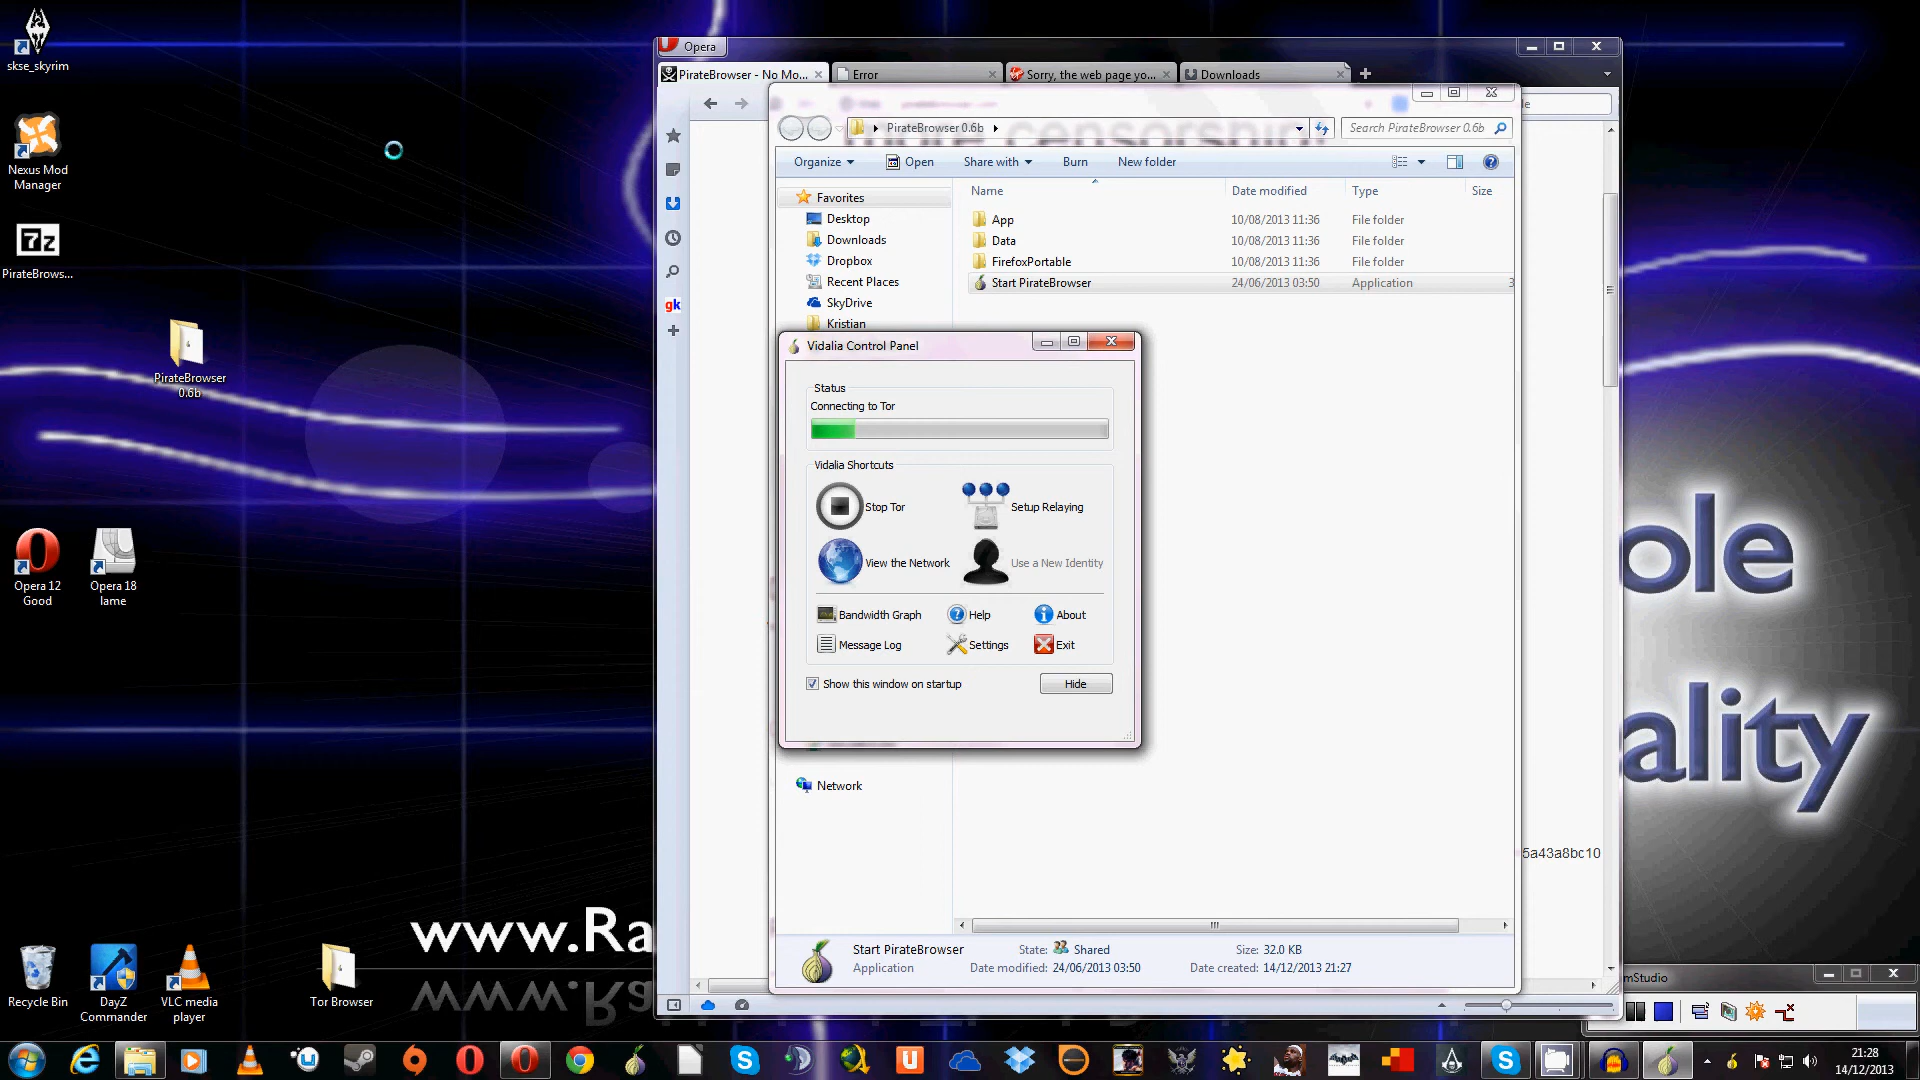 skse_skyrim
Nexus Mod
Manager
7z
PirateBrows...
PirateBrowser
0.6b
Opera 12
Good
Opera 18
lame
Recycle Bin
DayZ
Commander
VLC media
player
Tor Browser
www.Ra
Opera
PirateBrowser - No Mo...
Error
Sorry, the web page yo...
Downloads
gk
PirateBrowser 0.6b
Search PirateBrowser 0.6b
Organize
Open
Share with
Burn
New folder
Name
Date modified
Type
Size
Favorites
Desktop
Downloads
Dropbox
Recent Places
SkyDrive
Kristian
Network
App
10/08/2013 11:36
File folder
Data
10/08/2013 11:36
File folder
FirefoxPortable
10/08/2013 11:36
File folder
Start PirateBrowser
24/06/2013 03:50
Application
3
Vidalia Control Panel
Status
Connecting to Tor
Vidalia Shortcuts
Stop Tor
Setup Relaying
View the Network
Use a New Identity
Bandwidth Graph
Help
About
Message Log
Settings
Exit
Show this window on startup
Hide
5a43a8bc10
Start PirateBrowser
State: Shared
Size: 32.0 KB
Application
Date modified: 24/06/2013 03:50
Date created: 14/12/2013 21:27
ole
ality
mStudio
21:28
14/12/2013